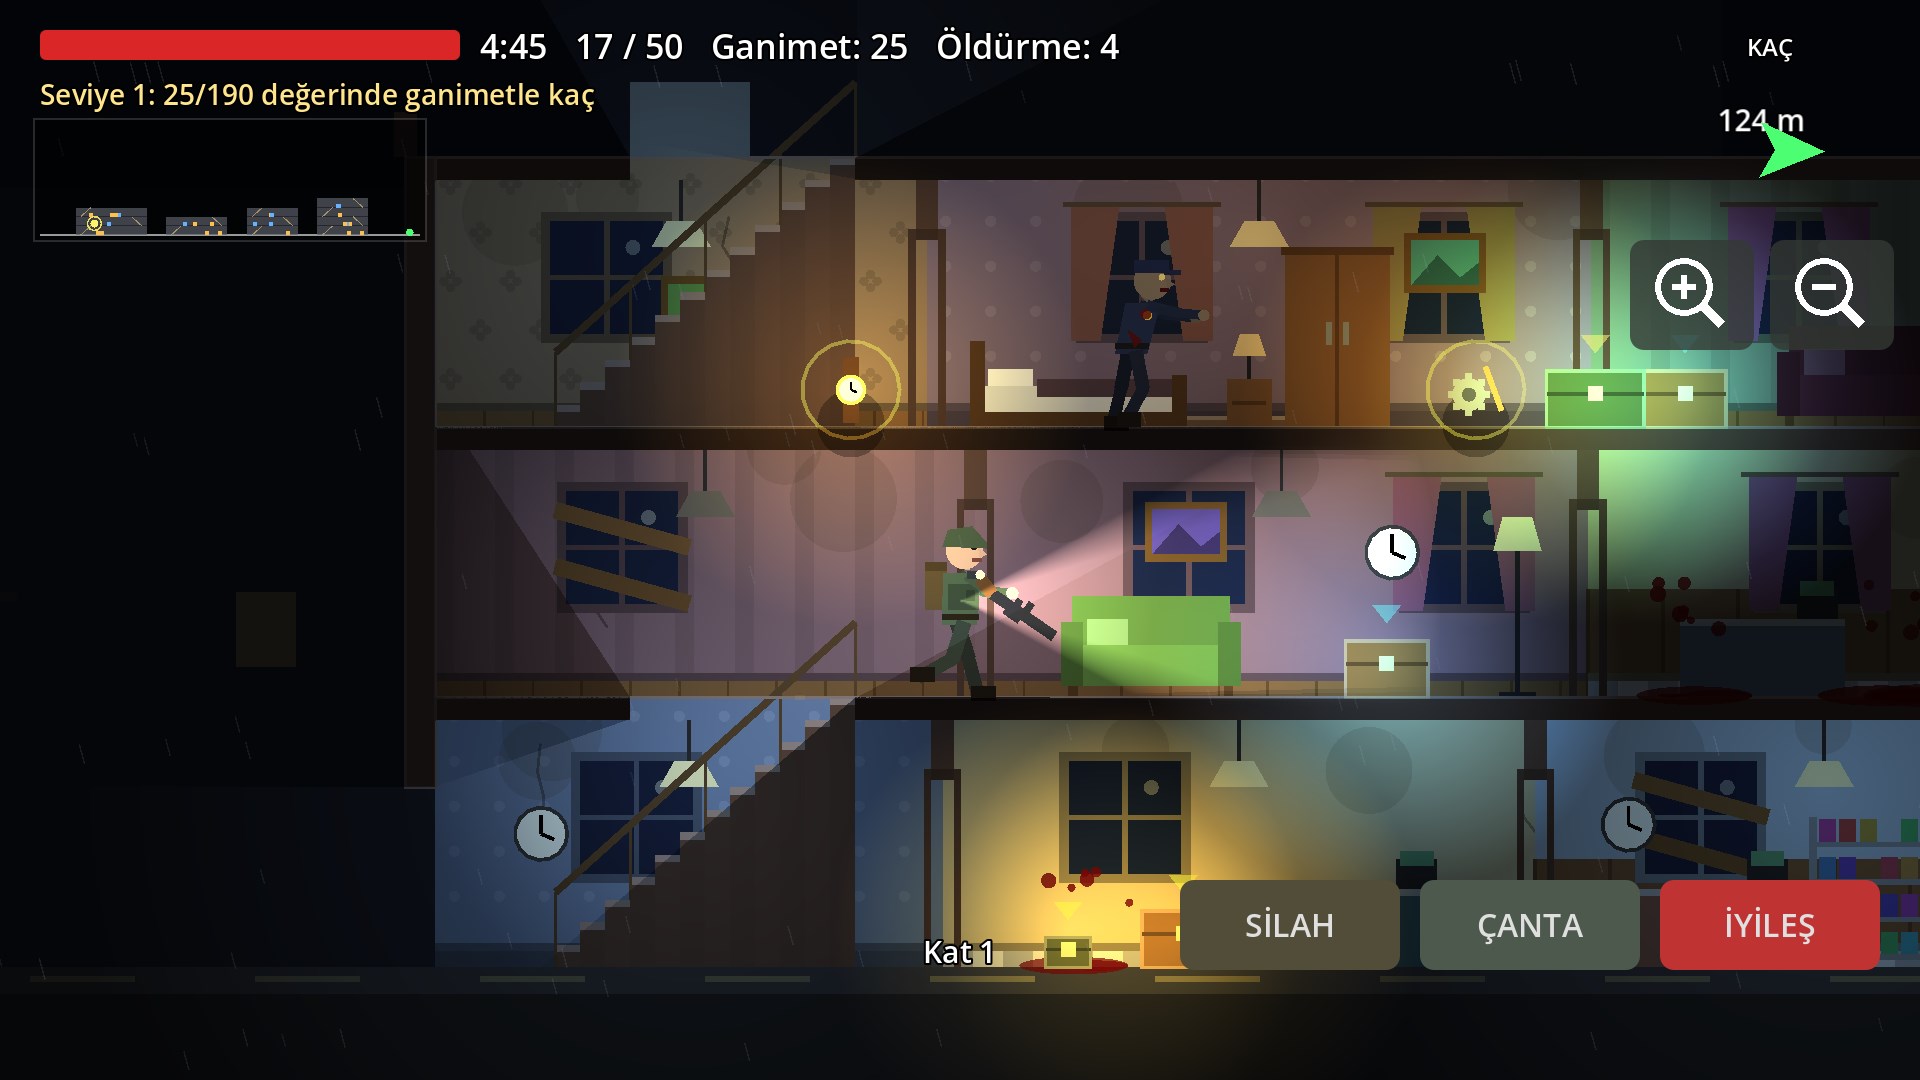 4:45 17 / 50 Ganimet: 25 Öldürme: 4
KAÇ
Seviye 1: 25/190 değerinde ganimetle kaç
124 m
SİLAH
ÇANTA
İYİLEŞ
Kat 1